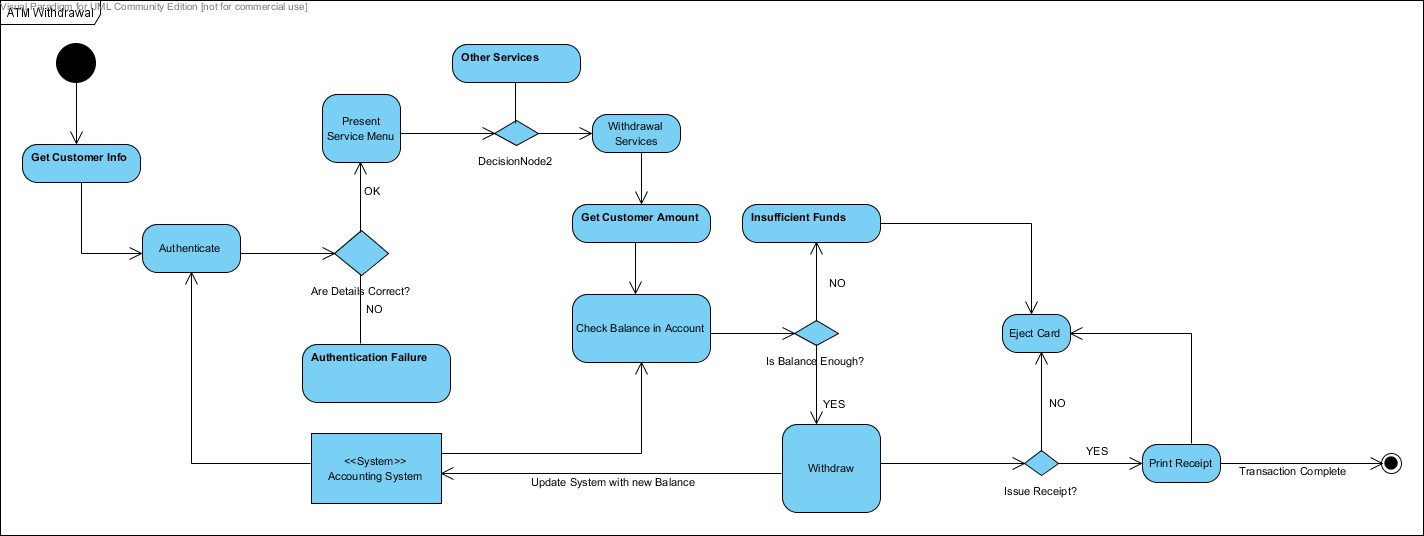 Visual Paradigm for UML Community Edition [not for commercial use]
ATM Withdrawal
Other Services
Present
Service Menu
Withdrawal
Services
DecisionNode2
Get Customer Info
OK
Get Customer Amount
Insufficient Funds
Authenticate
Are Details Correct?
NO
NO
Check Balance in Account
Eject Card
Authentication Failure
Is Balance Enough?
YES
NO
<<System>>
Accounting System
Update System with new Balance
Withdraw
YES
Issue Receipt?
Print Receipt
Transaction Complete